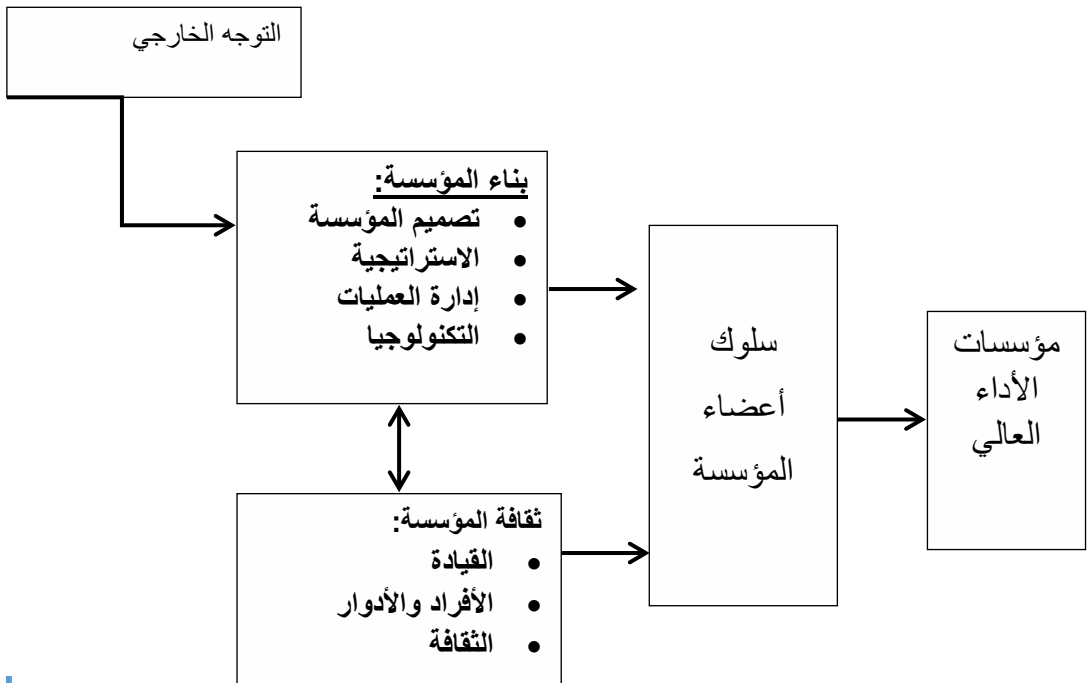 التوجه الخارجي
بناء المؤسسة:
• تصميم المؤسسة
• الاستراتيجية
• إدارة العمليات
• التكنولوجيا
سلوك
أعضاء
المؤسسة
مؤسسات
الأداء
العالي
ثقافة المؤسسة:
• القيادة
• الأفراد والأدوار
• الثقافة